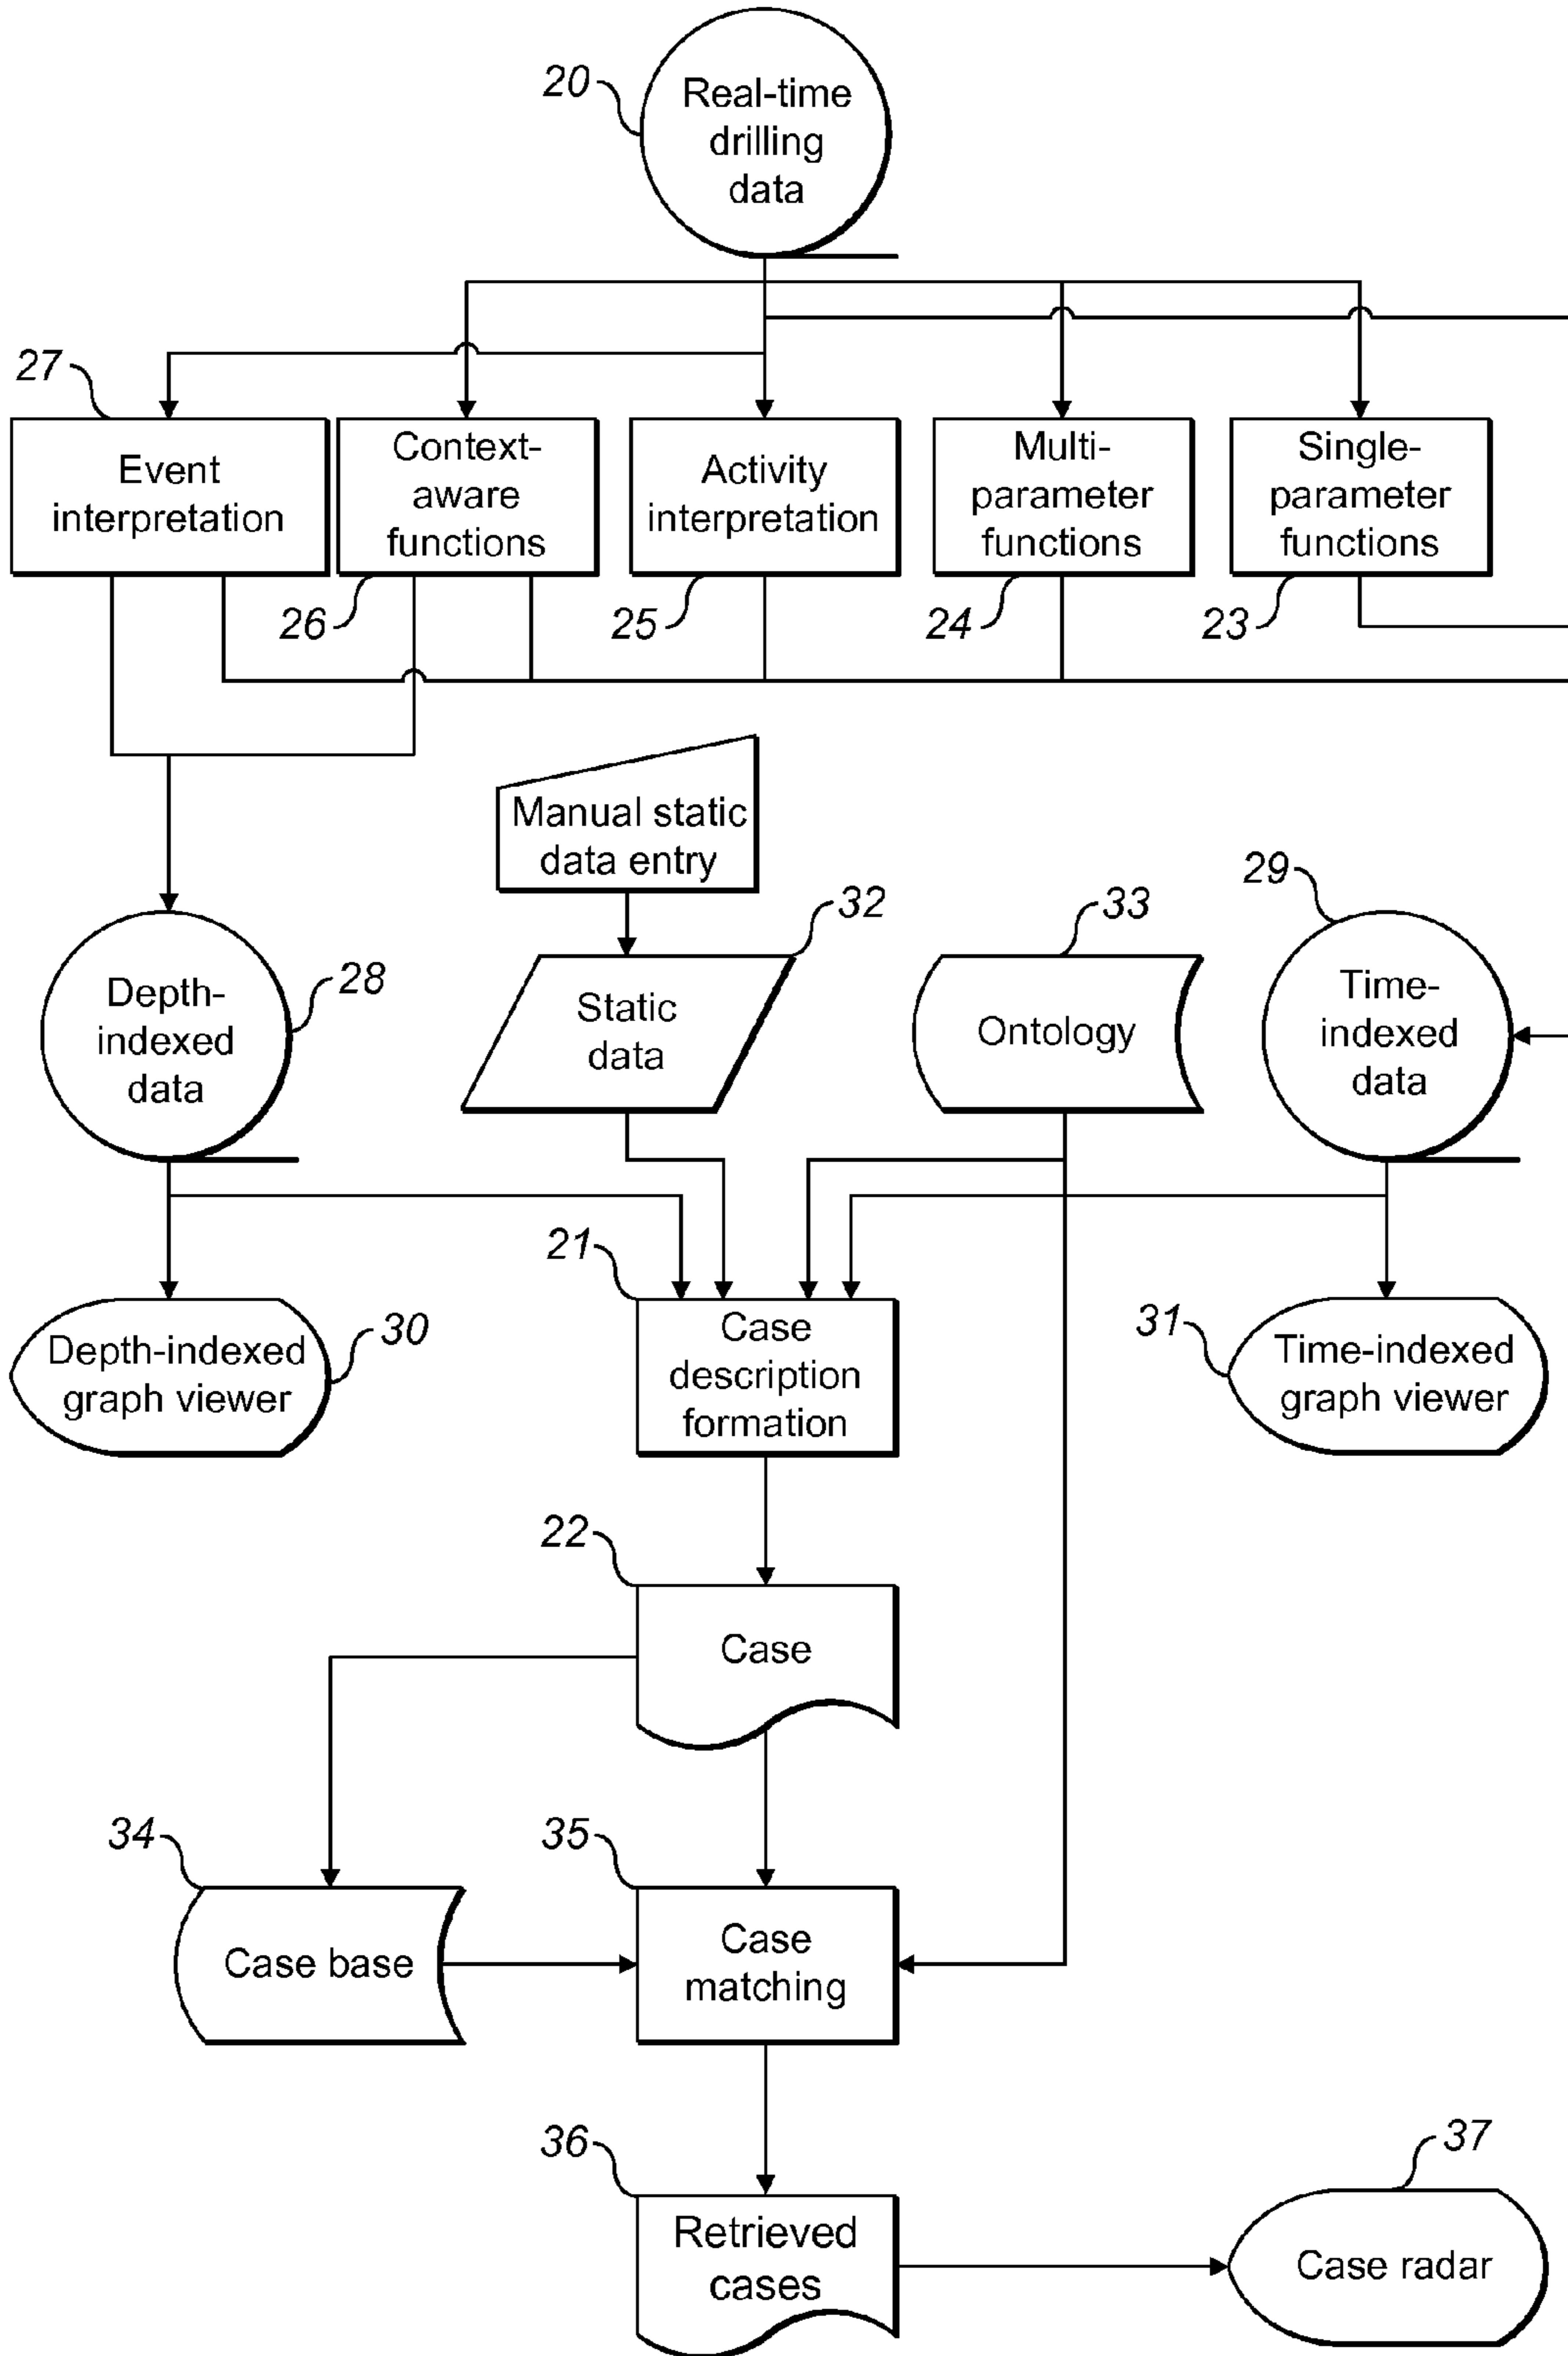 20
Real-time
drilling
data
27
Event
interpretation
Context-
aware
functions
Activity
interpretation
Multi-
parameter
functions
Single-
parameter
functions
26
25
24
23
Manual static
data entry
29
32
33
Depth-
indexed
data
28
Static
data
Ontology
Time-
indexed
data
21
30
31
Depth-indexed
graph viewer
Case
description
formation
Time-indexed
graph viewer
22
Case
34
35
Case base
Case
matching
36
37
Retrieved
cases
Case radar